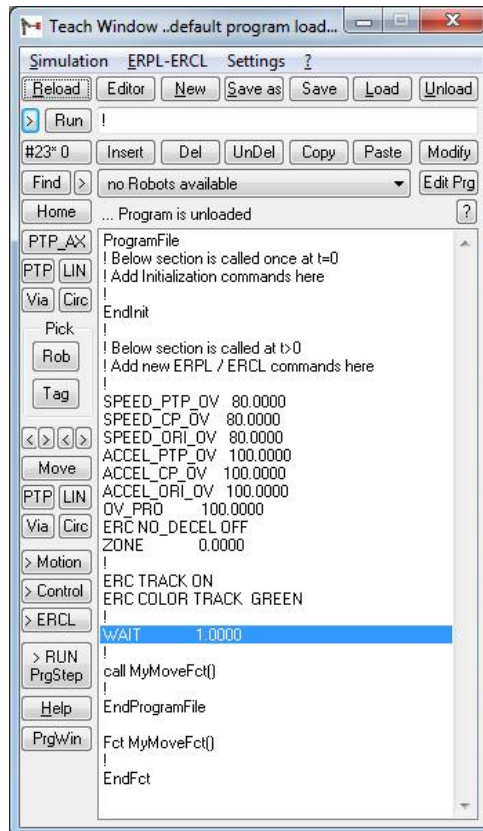 Teach Window ..default program load...
Simulation ERPL-ERCL Settings ?
Reload Editor New Save as Save Load Unload
> Run !
#23* 0 Insert Del UnDel Copy Paste Modify
Find > no Robots available Edit Prg
Home ... Program is unloaded ?
PTP_AX
PTP LIN
Via Circ
Pick
Rob
Tag
< > < >
Move
PTP LIN
Via Circ
> Motion
> Control
> ERCL
> RUN
PrgStep
Help
PrgWin
ProgramFile
! Below section is called once at t=0
! Add Initialization commands here
!
EndInit
!
! Below section is called at t>0
! Add new ERPL / ERCL commands here
!
SPEED_PTP_OV 80.0000
SPEED_CP_OV 80.0000
SPEED_ORI_OV 80.0000
ACCEL_PTP_OV 100.0000
ACCEL_CP_OV 100.0000
ACCEL_ORI_OV 100.0000
OV_PRO 100.0000
ERC NO_DECEL OFF
ZONE 0.0000
!
ERC TRACK ON
ERC COLOR TRACK GREEN
!
WAIT 1.0000
!
call MyMoveFct()
!
EndProgramFile
Fct MyMoveFct()
!
EndFct